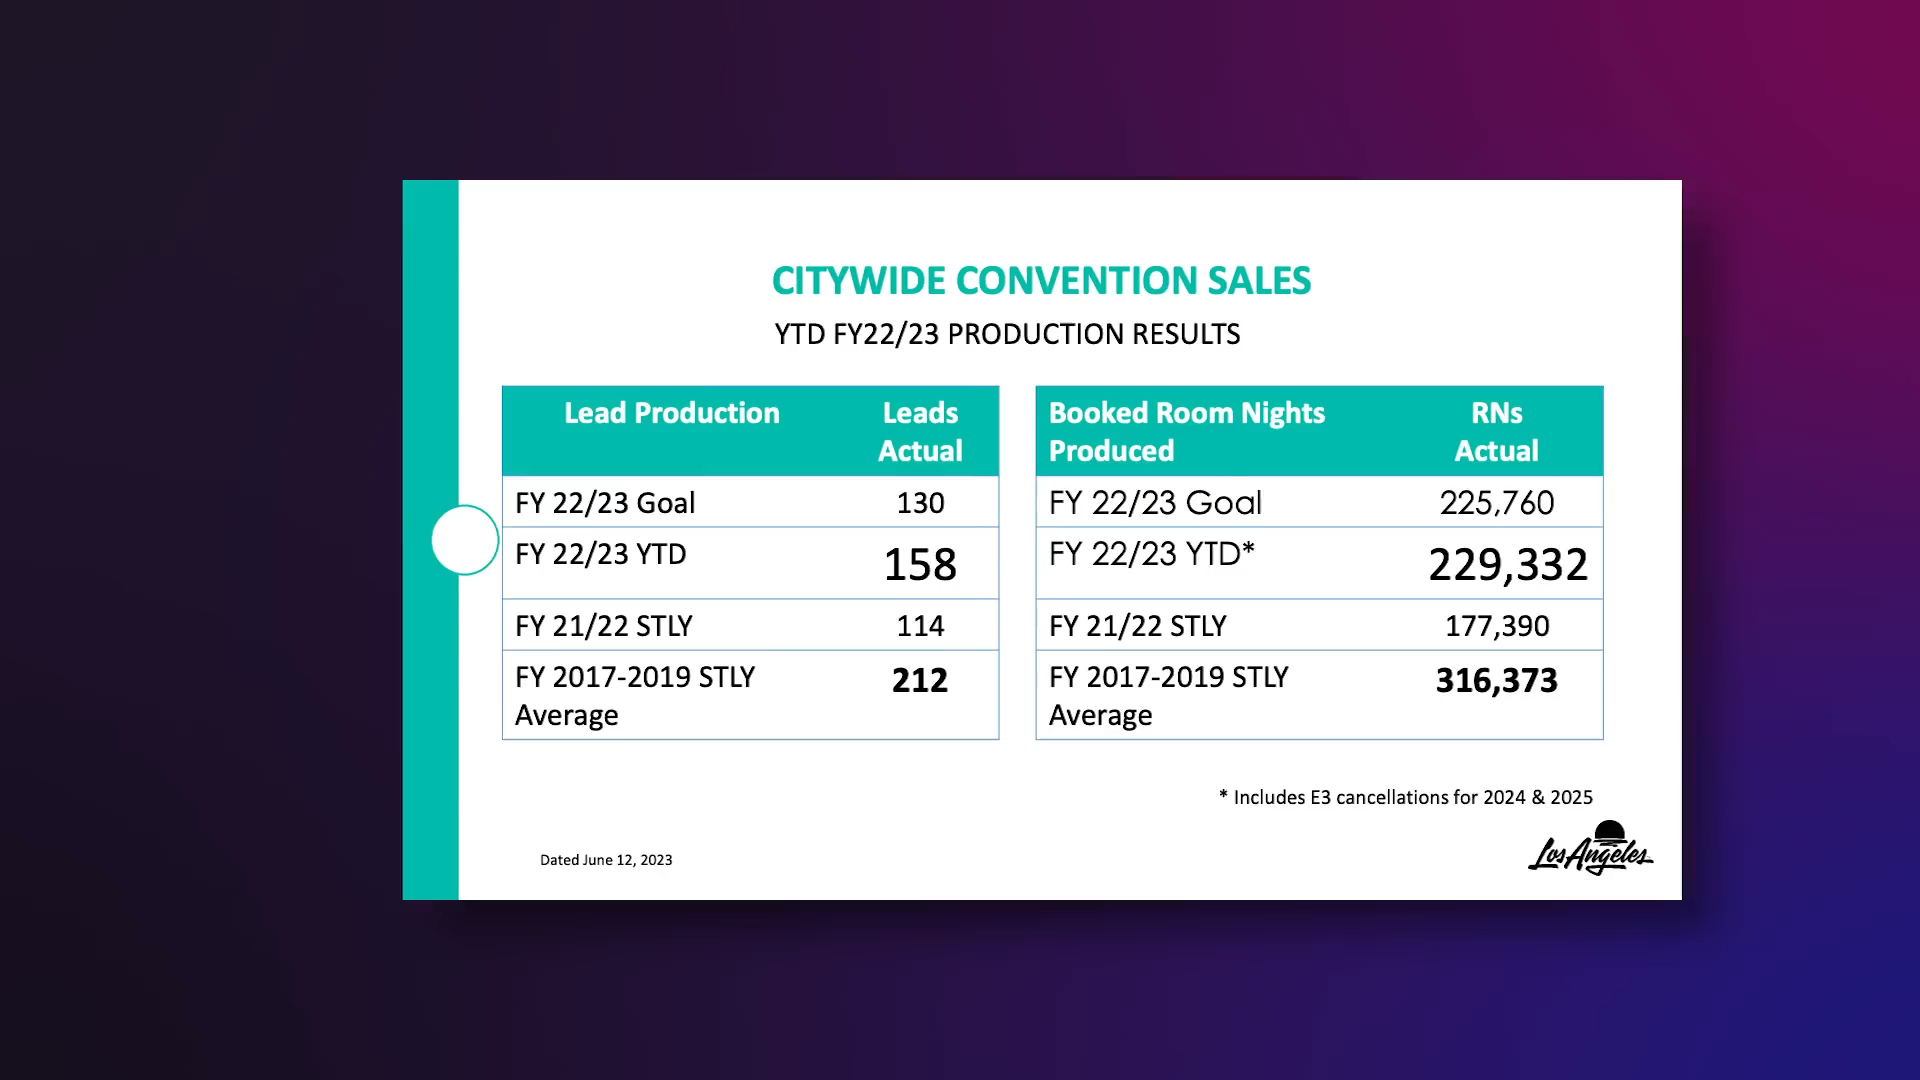 CITYWIDE CONVENTION SALES
YTD FY22/23 PRODUCTION RESULTS
Lead Production Leads
Actual
FY 22/23 Goal 130
FY 22/23 YTD 158
FY 21/22 STLY 114
FY 2017-2019 STLY 212
Average
Booked Room Nights RNs
Produced Actual
FY 22/23 Goal 225,760
FY 22/23 YTD* 229,332
FY 21/22 STLY 177,390
FY 2017-2019 STLY 316,373
Average
* Includes E3 cancellations for 2024 & 2025
Dated June 12, 2023
Los Angeles